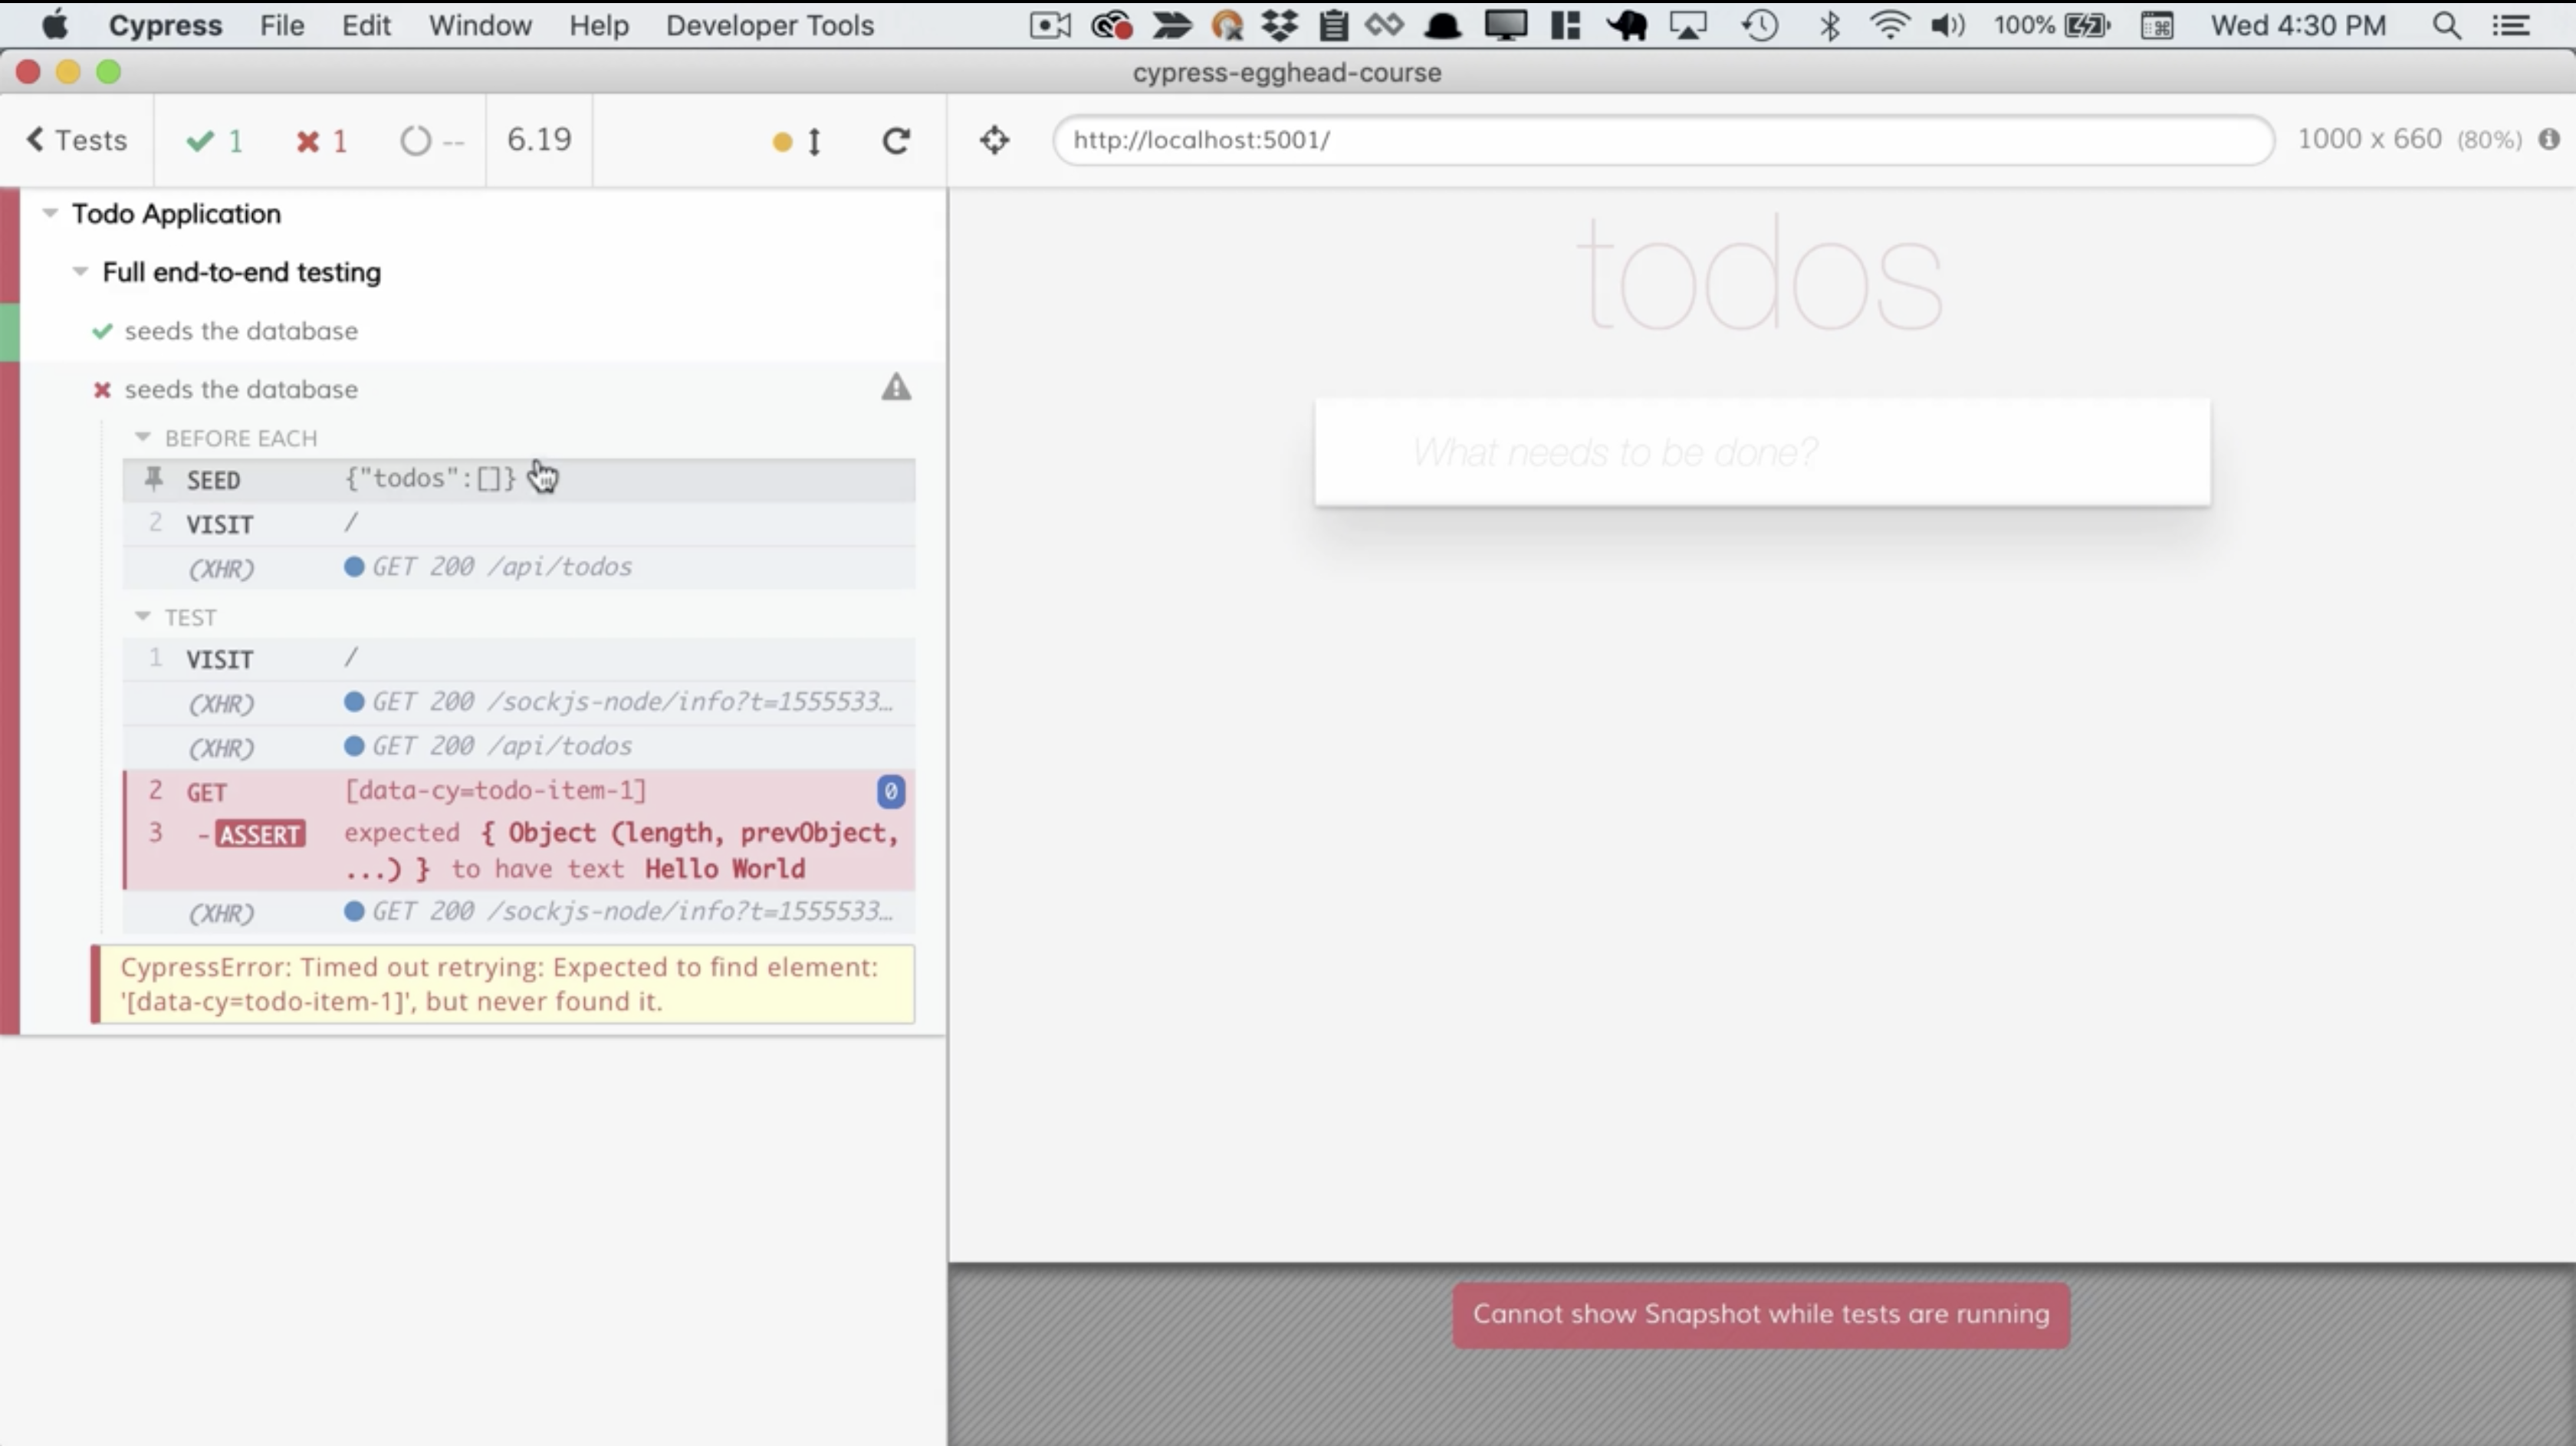 Cypress File Edit Window Help Developer Tools 100% Wed 4:30 PM
cypress-egghead-course
Tests 1 1 -- 6.19 http://localhost:5001/ 1000 x 660 (80%)
Todo Application
Full end-to-end testing
seeds the database
seeds the database
BEFORE EACH
SEED {"todos":[]}
2 VISIT /
(XHR) GET 200 /api/todos
TEST
1 VISIT /
(XHR) GET 200 /sockjs-node/info?t=1555533…
(XHR) GET 200 /api/todos
2 GET [data-cy=todo-item-1] 0
3 -ASSERT expected { Object (length, prevObject,
...) } to have text Hello World
(XHR) GET 200 /sockjs-node/info?t=1555533…
CypressError: Timed out retrying: Expected to find element:
'[data-cy=todo-item-1]', but never found it.
todos
What needs to be done?
Cannot show Snapshot while tests are running